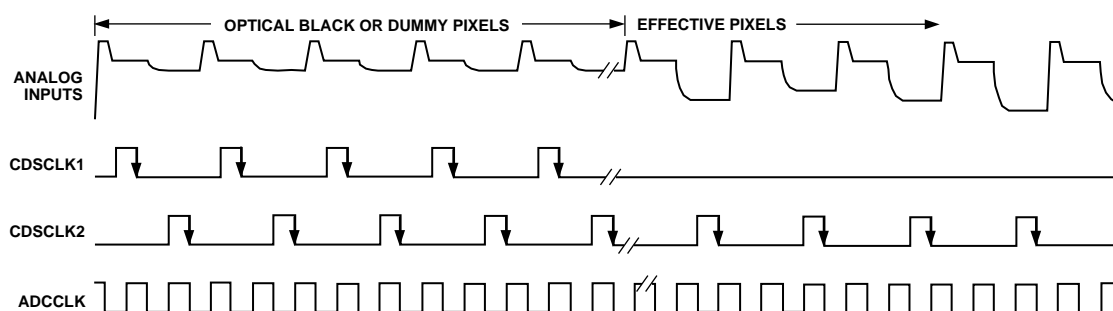 OPTICAL BLACK OR DUMMY PIXELS
EFFECTIVE PIXELS
ANALOG
INPUTS
CDSCLK1
CDSCLK2
ADCCLK